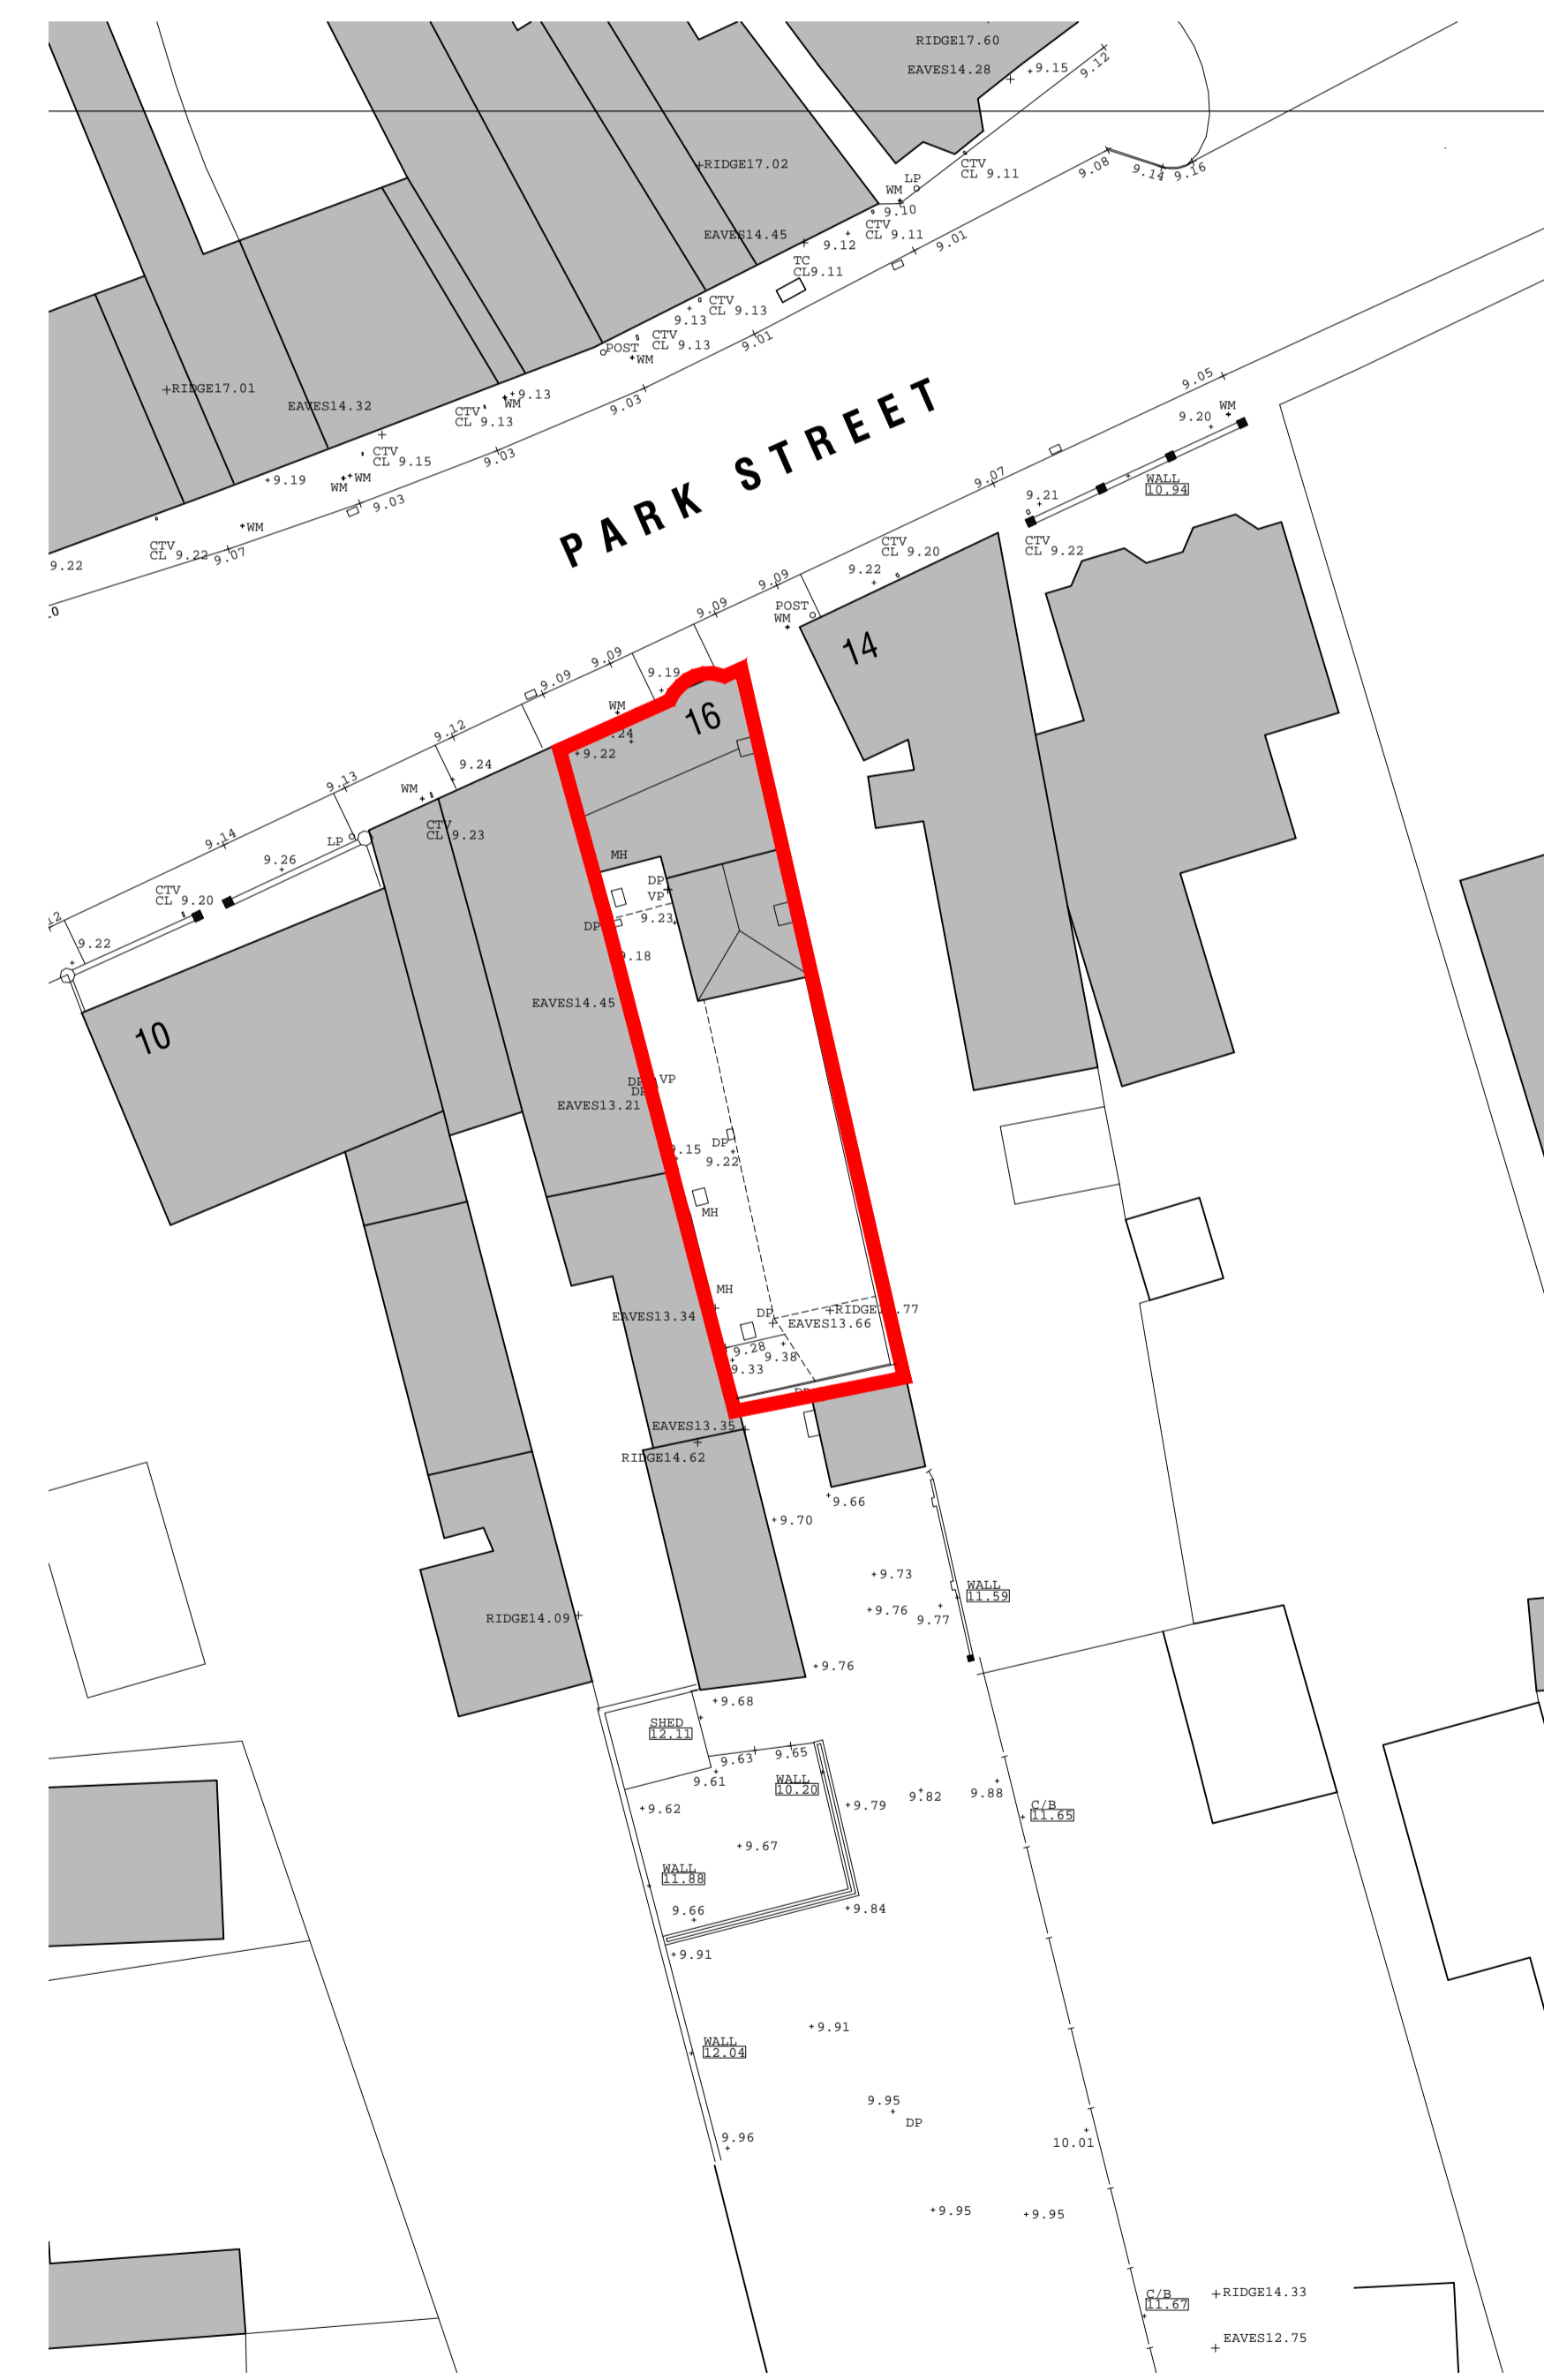 RIDGE17.60
EAVES14.28
9.15
9.12
RIDGE17.02
CTV
CL 9.11
9.08
9.14
9.16
LP
WM
9.10
EAVES14.45
CTV
CL 9.11
9.12
9.01
TC
CL9.11
CTV
CL 9.13
9.13
CTV
CL 9.13
9.01
POST
WM
RIDGE17.01
EAVES14.32
9.13
WM
CTV
CL 9.13
9.03
9.05
PARK STREET
9.20
WM
CTV
CL 9.15
9.03
9.19
WM
WM
9.03
9.07
WALL
10.94
9.21
WM
CTV
CL 9.22
9.07
9.22
CTV
CL 9.20
CTV
CL 9.22
9.22
9.09
9.09
POST
WM
14
9.09
9.19
9.09
WM
16
.24
9.22
9.12
9.24
9.13
WM
CTV
CL 9.23
LP
9.14
9.26
MH
CTV
CL 9.20
DP
VP
9.23
DP
9.18
9.22
EAVES14.45
10
DP
VP
EAVES13.21
9.15
DP
9.22
MH
MH
EAVES13.34
DP
EAVES13.66
9.28
9.38
9.33
EAVES13.35
RIDGE14.62
9.66
9.70
9.73
WALL
11.59
9.76
9.77
RIDGE14.09
9.76
9.68
SHED
12.11
9.63
9.65
9.61
WALL
10.20
9.62
9.79
9.82
9.88
C/B
11.65
9.67
WALL
11.88
9.66
9.84
9.91
9.91
WALL
12.04
9.95
DP
9.96
10.01
9.95
9.95
C/B
11.67
RIDGE14.33
EAVES12.75